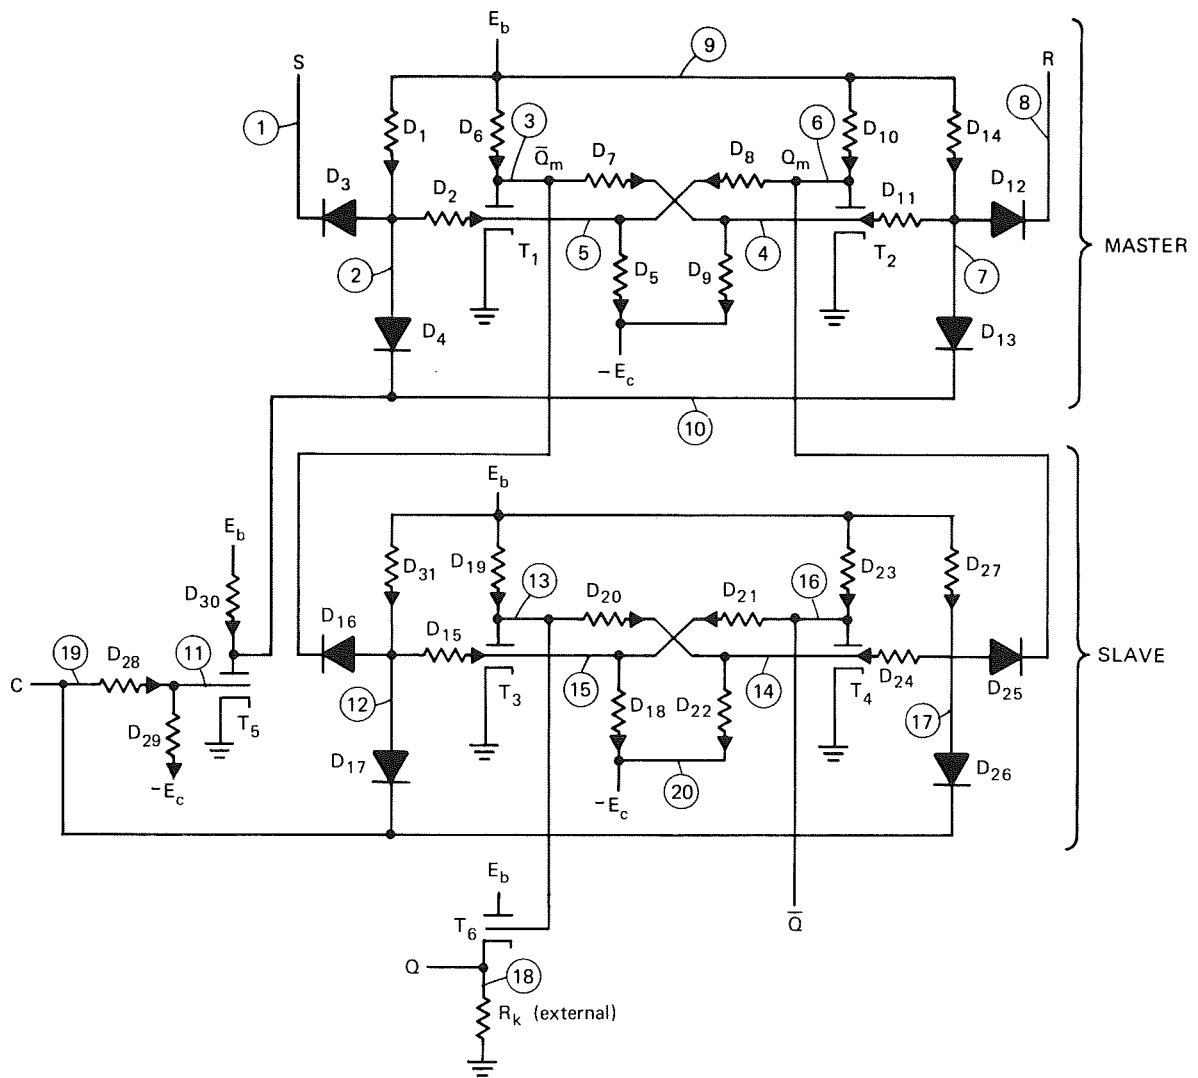 E_b
S
9
R
1
8
D_1
D_6
3
6
D_10
D_14
Q̅_m
D_7
D_8
Q_m
D_3
D_2
D_11
D_12
T_1
5
4
T_2
MASTER
2
D_5
D_9
7
D_4
D_13
-E_c
10
E_b
E_b
D_31
D_19
13
D_20
D_21
16
D_23
D_27
D_30
D_16
D_15
19
D_28
11
C
SLAVE
D_24
D_25
T_3
15
14
T_4
12
D_18
D_22
17
D_29
T_5
D_17
D_26
-E_c
-E_c
20
E_b
T_6
Q̅
Q
18
R_k (external)